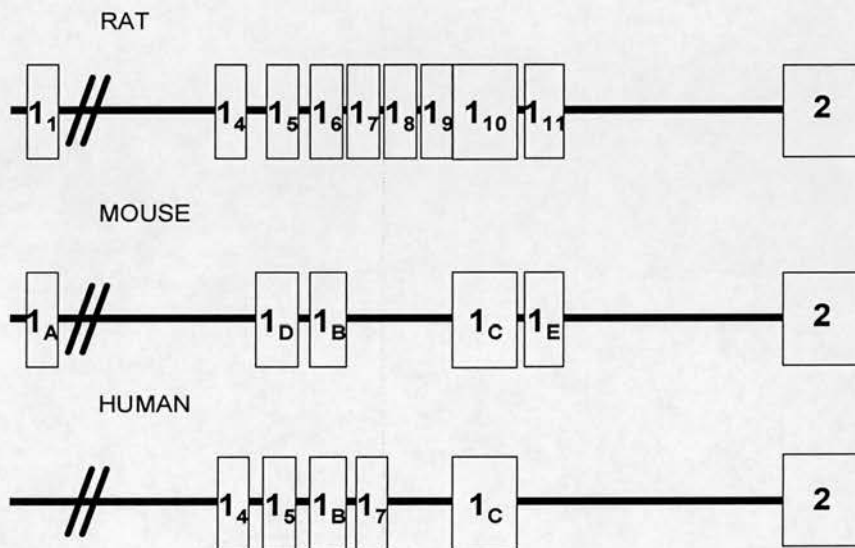 RAT
1₁ 1₄ 1₅ 1₆ 1₇ 1₈ 1₉ 1₁₀ 1₁₁ 2
MOUSE
1A 1D 1B 1C 1E 2
HUMAN
1₄ 1₅ 1B 1₇ 1C 2